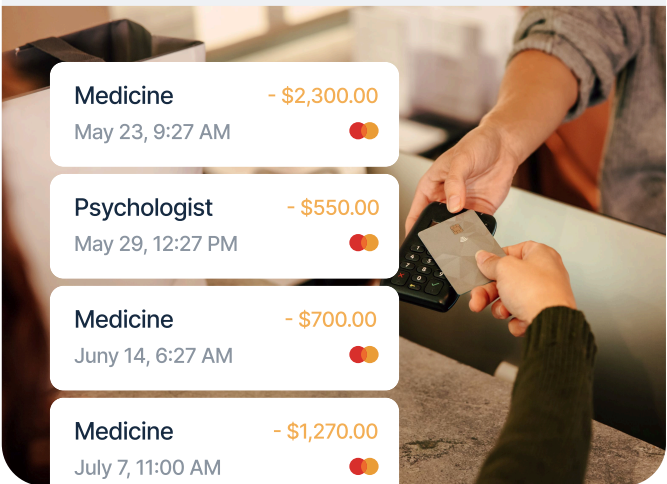 Medicine - $2,300.00
May 23, 9:27 AM
Psychologist - $550.00
May 29, 12:27 PM
Medicine - $700.00
Juny 14, 6:27 AM
Medicine - $1,270.00
July 7, 11:00 AM